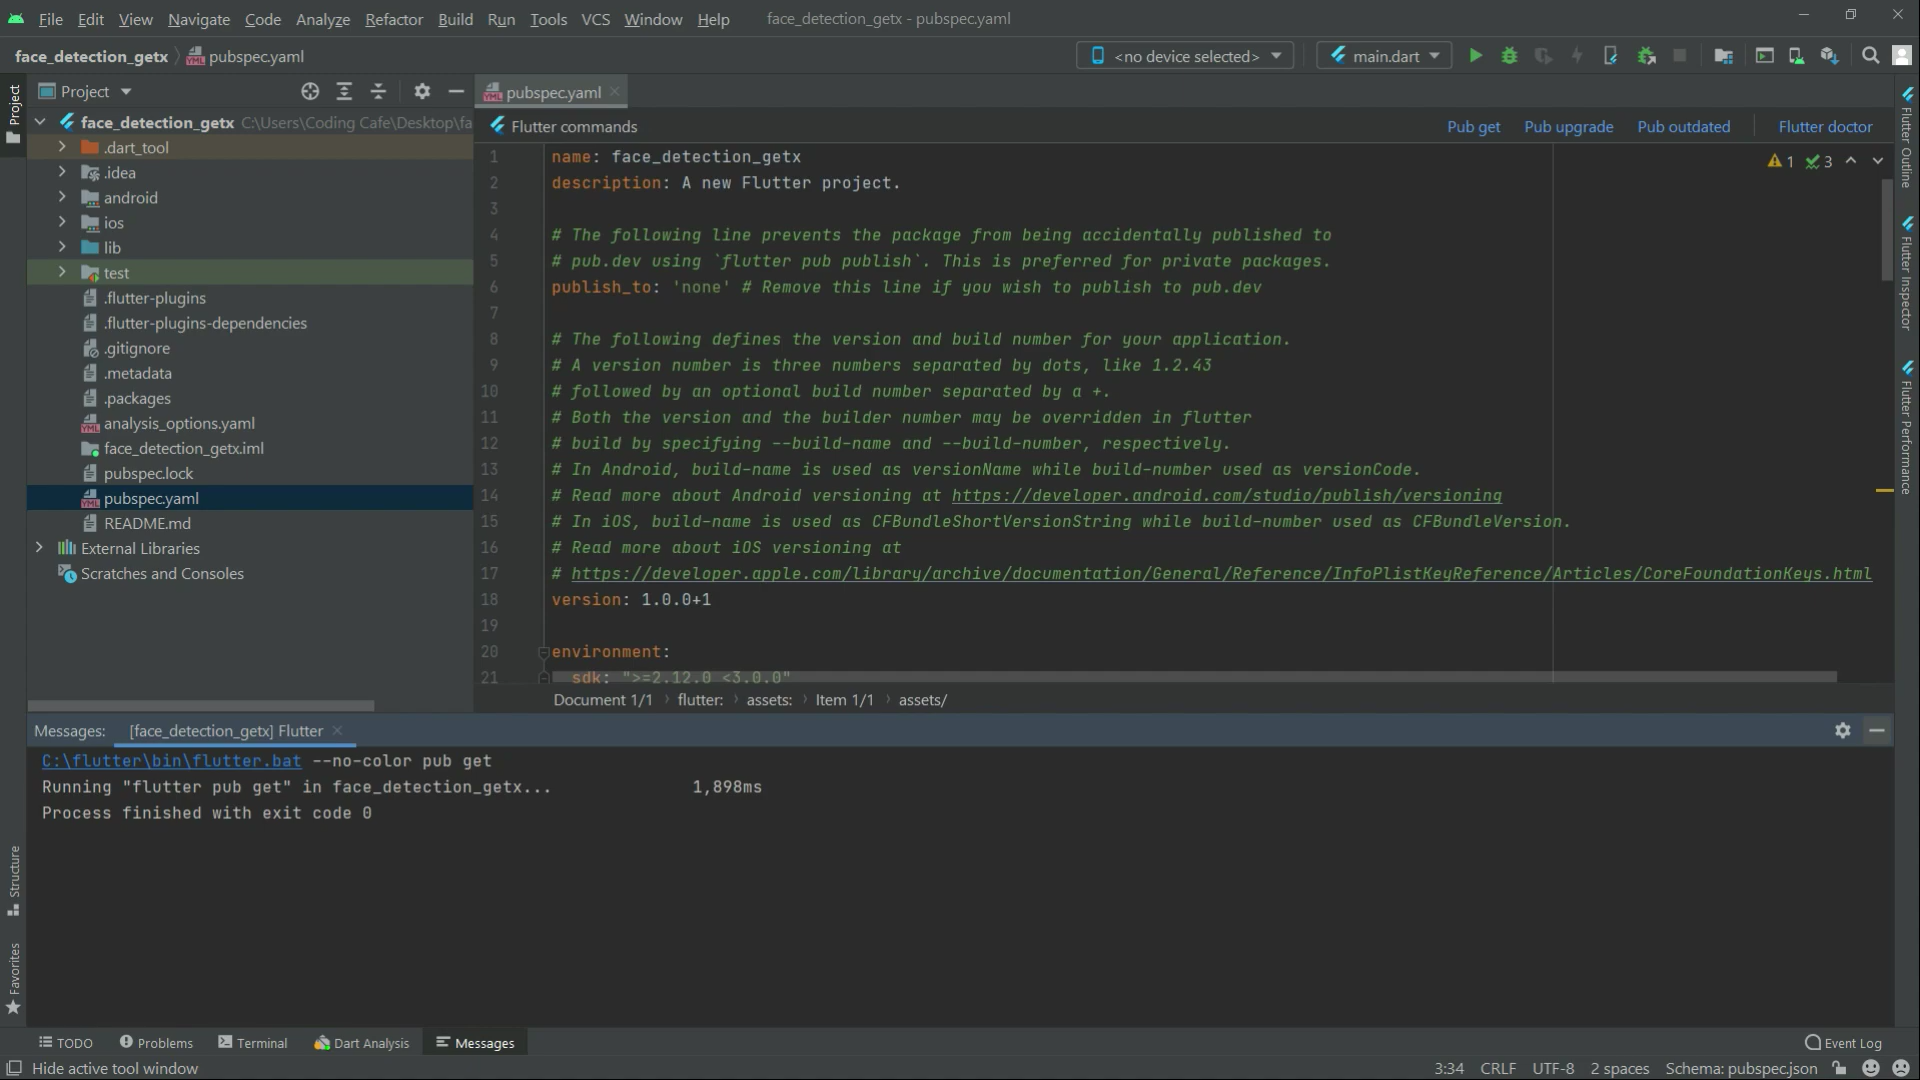 File Edit View Navigate Code Analyze Refactor Build Run Tools VCS Window Help face_detection_getx - pubspec.yaml
face_detection_getx pubspec.yaml <no device selected> main.dart
Project
Project
face_detection_getx C:\Users\Coding Cafe\Desktop\fa
.dart_tool
.idea
android
ios
lib
test
.flutter-plugins
.flutter-plugins-dependencies
.gitignore
.metadata
.packages
analysis_options.yaml
face_detection_getx.iml
pubspec.lock
pubspec.yaml
README.md
External Libraries
Scratches and Consoles
pubspec.yaml
Flutter commands Pub get Pub upgrade Pub outdated Flutter doctor
1 3
1 name: face_detection_getx
2 description: A new Flutter project.
3
4 # The following line prevents the package from being accidentally published to
5 # pub.dev using `flutter pub publish`. This is preferred for private packages.
6 publish_to: 'none' # Remove this line if you wish to publish to pub.dev
7
8 # The following defines the version and build number for your application.
9 # A version number is three numbers separated by dots, like 1.2.43
10 # followed by an optional build number separated by a +.
11 # Both the version and the builder number may be overridden in flutter
12 # build by specifying --build-name and --build-number, respectively.
13 # In Android, build-name is used as versionName while build-number used as versionCode.
14 # Read more about Android versioning at https://developer.android.com/studio/publish/versioning
15 # In iOS, build-name is used as CFBundleShortVersionString while build-number used as CFBundleVersion.
16 # Read more about iOS versioning at
17 # https://developer.apple.com/library/archive/documentation/General/Reference/InfoPlistKeyReference/Articles/CoreFoundationKeys.html
18 version: 1.0.0+1
19
20 environment:
21 sdk: ">=2.12.0 <3.0.0"
Document 1/1 flutter: assets: Item 1/1 assets/
Flutter Outline
Flutter Inspector
Flutter Performance
Messages: [face_detection_getx] Flutter
C:\flutter\bin\flutter.bat --no-color pub get
Running "flutter pub get" in face_detection_getx... 1,898ms
Process finished with exit code 0
Structure
Favorites
TODO Problems Terminal Dart Analysis Messages Event Log
Hide active tool window 3:34 CRLF UTF-8 2 spaces Schema: pubspec.json